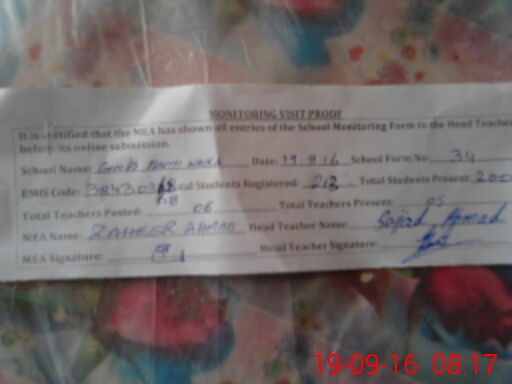 MONITORING VISIT PROOF
It is certified that the MEA has shown all entries of the School Monitoring Form to the Head Teacher
before its online submission.
School Name: Date: 19 9 16 School Form No: 34
EMIS Code: Total Students Registered: 212 Total Students Present: 200
08
Total Teachers Posted: 06 Total Teachers Present: 05
MEA Name: ZAHEER AHMAD Head Teacher Name: Sajad Ahmad
MEA Signature: Head Teacher Signature:
19-09-16 08:17